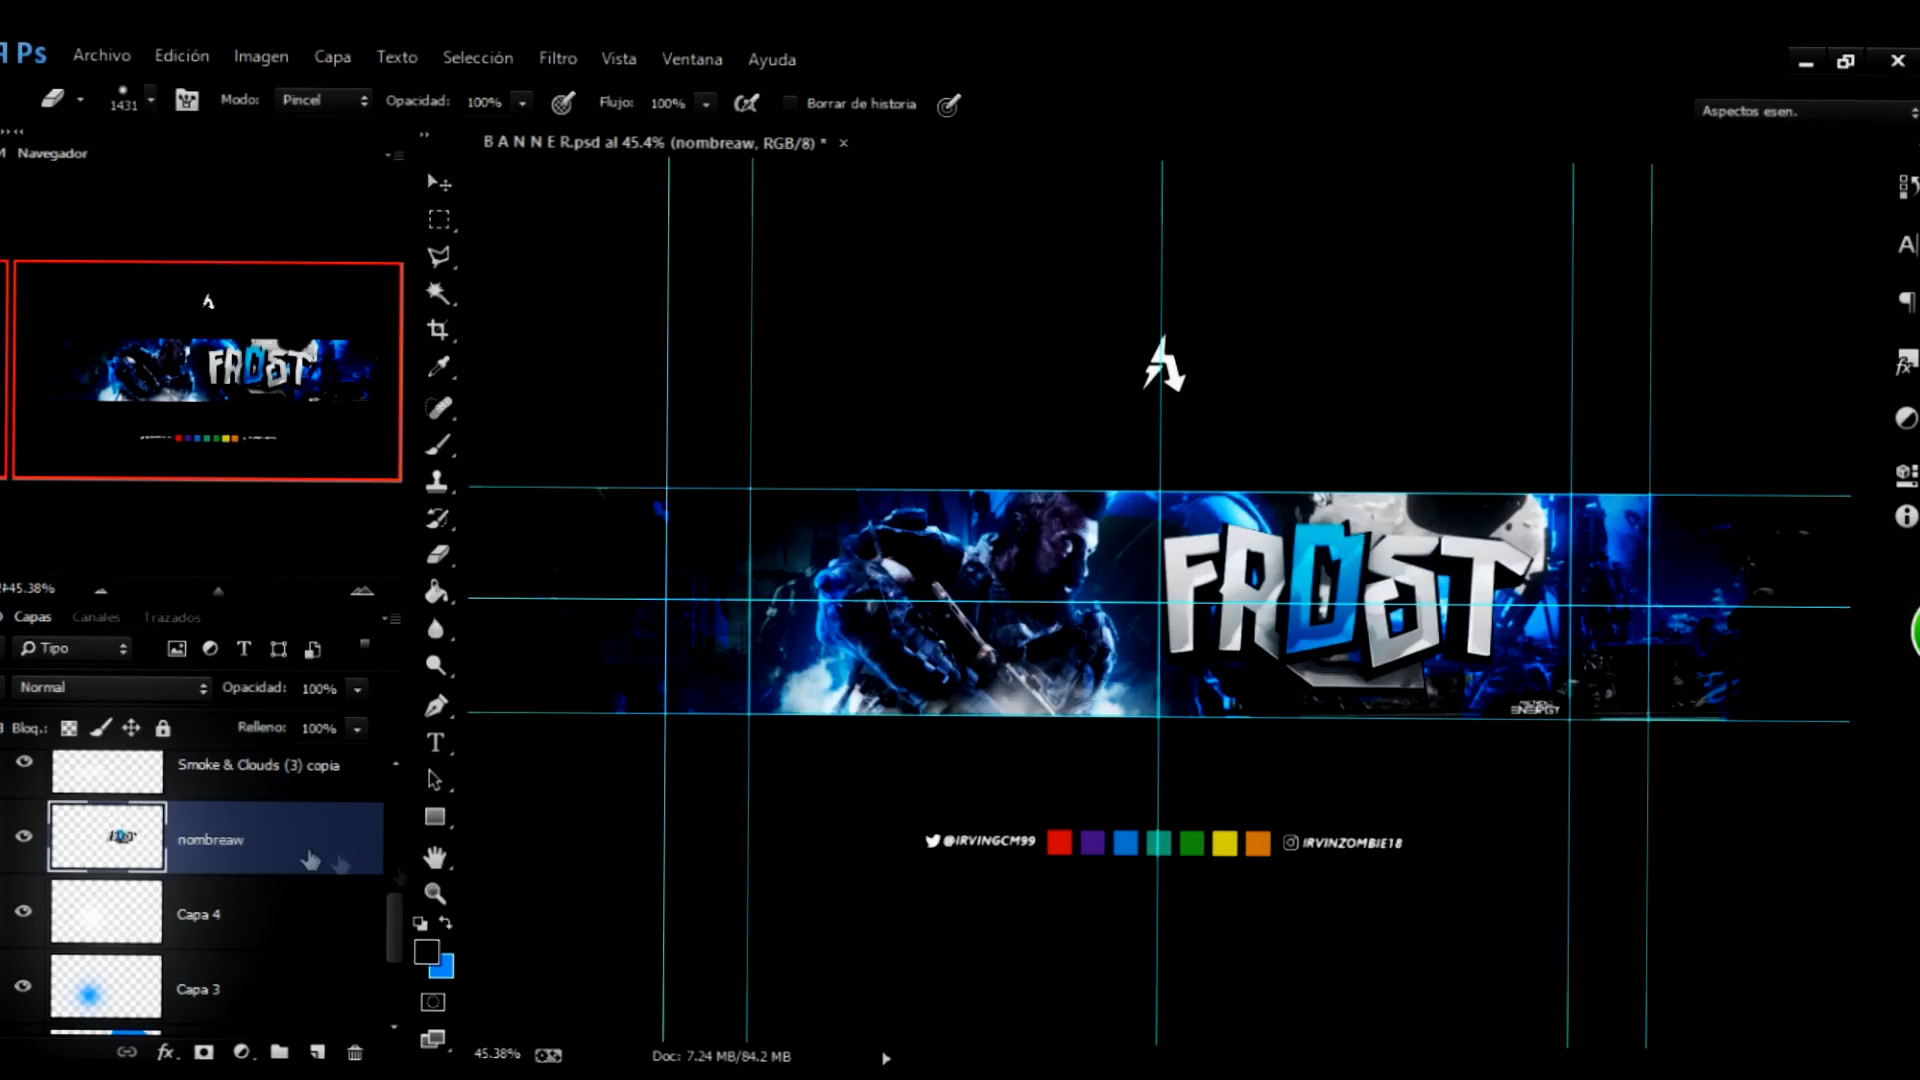 Ps Archivo Edición Imagen Capa Texto Selección Filtro Vista Ventana Ayuda
1431 Modo: Pincel Opacidad: 100% Flujo: 100% Borrar de historia
Aspectos esen.
Navegador
B A N N E R.psd al 45.4% (nombreaw, RGB/8) * ×
FROST
45.38%
Capas Canales Trazados
Tipo
Normal Opacidad: 100%
Bloq.: Relleno: 100%
Smoke & Clouds (3) copia
nombreaw
Capa 4
Capa 3
FROST
ENERGY
@IRVINGCM99
IRVINZOMBIE18
45.38% Doc: 7.24 MB/84.2 MB